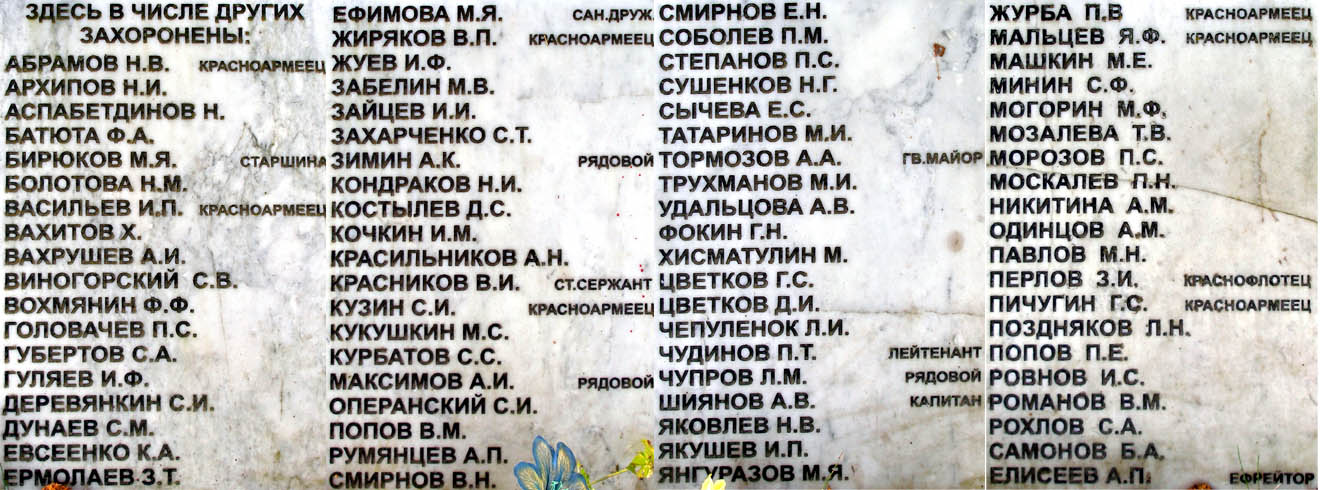 ЗДЕСЬ В ЧИСЛЕ ДРУГИХ
ЗАХОРОНЕНЫ:
АБРАМОВ Н.В. КРАСНОАРМЕЕЦ
АРХИПОВ Н.И.
АСПАБЕТДИНОВ Н.
БАТЮТА Ф.А.
БИРЮКОВ М.Я. СТАРШИНА
БОЛОТОВА Н.М.
ВАСИЛЬЕВ И.П. КРАСНОАРМЕЕЦ
ВАХИТОВ Х.
ВАХРУШЕВ А.И.
ВИНОГОРСКИЙ С.В.
ВОХМЯНИН Ф.Ф.
ГОЛОВАЧЕВ П.С.
ГУБЕРТОВ С.А.
ГУЛЯЕВ И.Ф.
ДЕРЕВЯНКИН С.И.
ДУНАЕВ С.М.
ЕВСЕЕНКО К.А.
ЕРМОЛАЕВ З.Т.
ЕФИМОВА М.Я. САН.ДРУЖ.
ЖИРЯКОВ В.П. КРАСНОАРМЕЕЦ
ЖУЕВ И.Ф.
ЗАБЕЛИН М.В.
ЗАЙЦЕВ И.И.
ЗАХАРЧЕНКО С.Т.
ЗИМИН А.К. РЯДОВОЙ
КОНДРАКОВ Н.И.
КОСТЫЛЕВ Д.С.
КОЧКИН И.М.
КРАСИЛЬНИКОВ А.Н.
КРАСНИКОВ В.И. СТ.СЕРЖАНТ
КУЗИН С.И. КРАСНОАРМЕЕЦ
КУКУШКИН М.С.
КУРБАТОВ С.С.
МАКСИМОВ А.И. РЯДОВОЙ
ОПЕРАНСКИЙ С.И.
ПОПОВ В.М.
РУМЯНЦЕВ А.П.
СМИРНОВ В.Н.
СМИРНОВ Е.Н.
СОБОЛЕВ П.М.
СТЕПАНОВ П.С.
СУШЕНКОВ Н.Г.
СЫЧЕВА Е.С.
ТАТАРИНОВ М.И.
ТОРМОЗОВ А.А. ГВ.МАЙОР
ТРУХМАНОВ М.И.
УДАЛЬЦОВА А.В.
ФОКИН Г.Н.
ХИСМАТУЛИН М.
ЦВЕТКОВ Г.С.
ЦВЕТКОВ Д.И.
ЧЕПУЛЕНОК Л.И.
ЧУДИНОВ П.Т. ЛЕЙТЕНАНТ
ЧУПРОВ Л.М. РЯДОВОЙ
ШИЯНОВ А.В. КАПИТАН
ЯКОВЛЕВ Н.В.
ЯКУШЕВ И.П.
ЯНГУРАЗОВ М.Я.
ЖУРБА П.В КРАСНОАРМЕЕЦ
МАЛЬЦЕВ Я.Ф. КРАСНОАРМЕЕЦ
МАШКИН М.Е.
МИНИН С.Ф.
МОГОРИН М.Ф.
МОЗАЛЕВА Т.В.
МОРОЗОВ П.С.
МОСКАЛЕВ П.Н.
НИКИТИНА А.М.
ОДИНЦОВ А.М.
ПАВЛОВ М.Н.
ПЕРЛОВ З.И. КРАСНОФЛОТЕЦ
ПИЧУГИН Г.С. КРАСНОАРМЕЕЦ
ПОЗДНЯКОВ Л.Н.
ПОПОВ П.Е.
РОВНОВ И.С.
РОМАНОВ В.М.
РОХЛОВ С.А.
САМОНОВ Б.А.
ЕЛИСЕЕВ А.П. ЕФРЕЙТОР